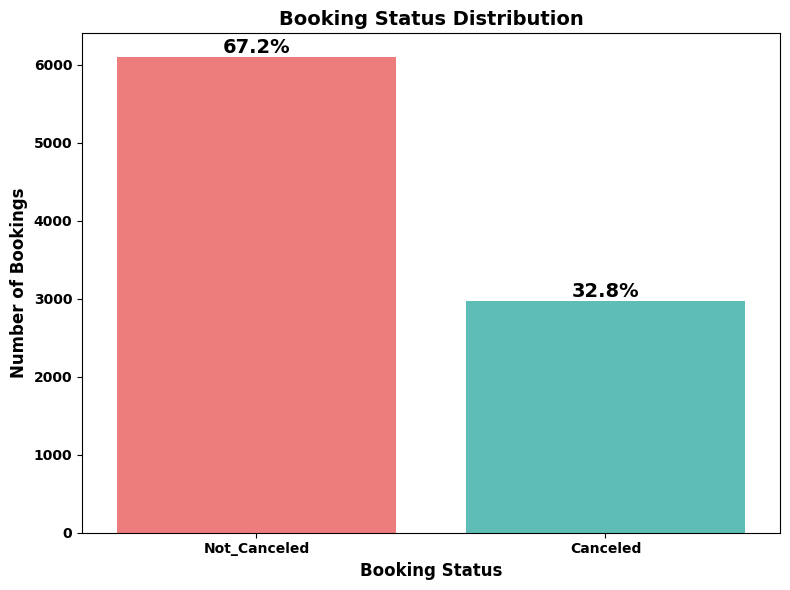 Booking Status Distribution
67.2%
32.8%
6000
5000
4000
3000
2000
1000
0
Number of Bookings
Not_Canceled
Canceled
Booking Status